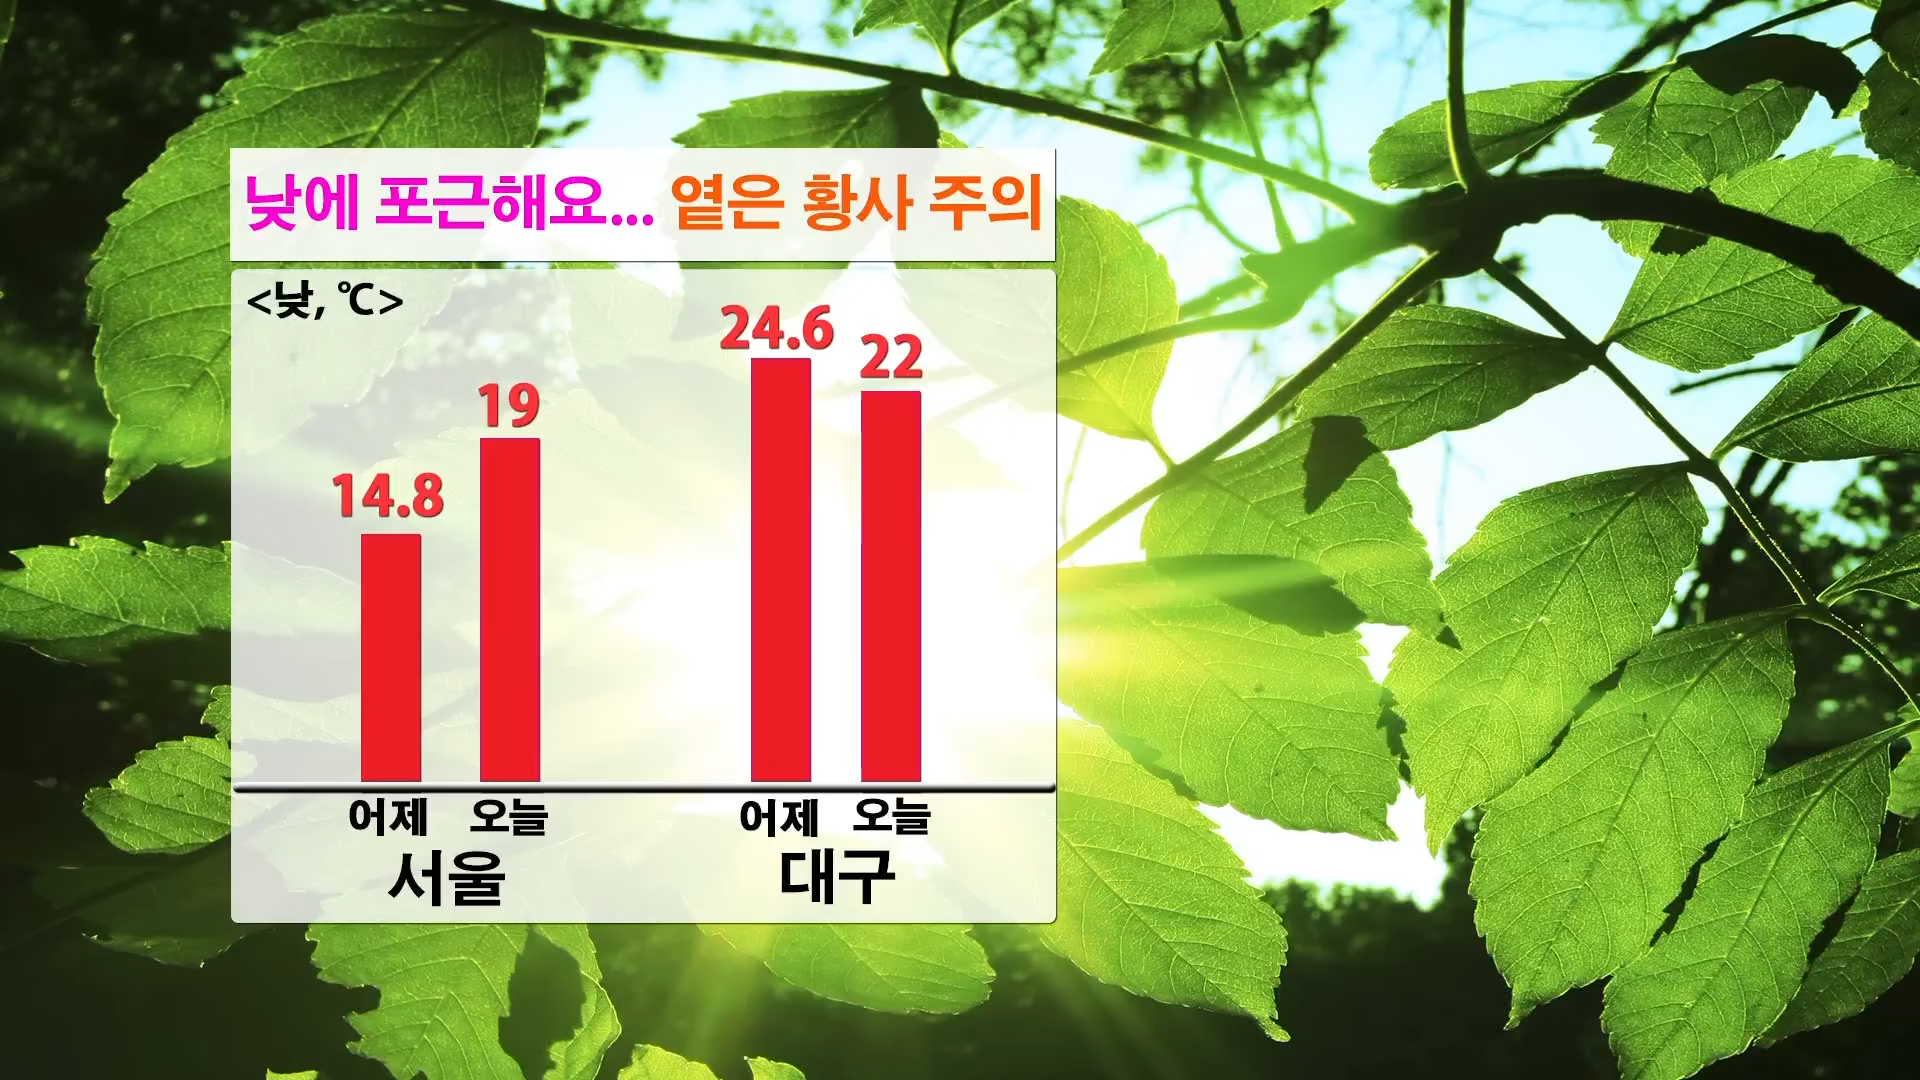 낮에 포근해요... 옅은 황사 주의
<낮, ℃>
14.8 19 24.6 22
어제 오늘 어제 오늘
서울 대구